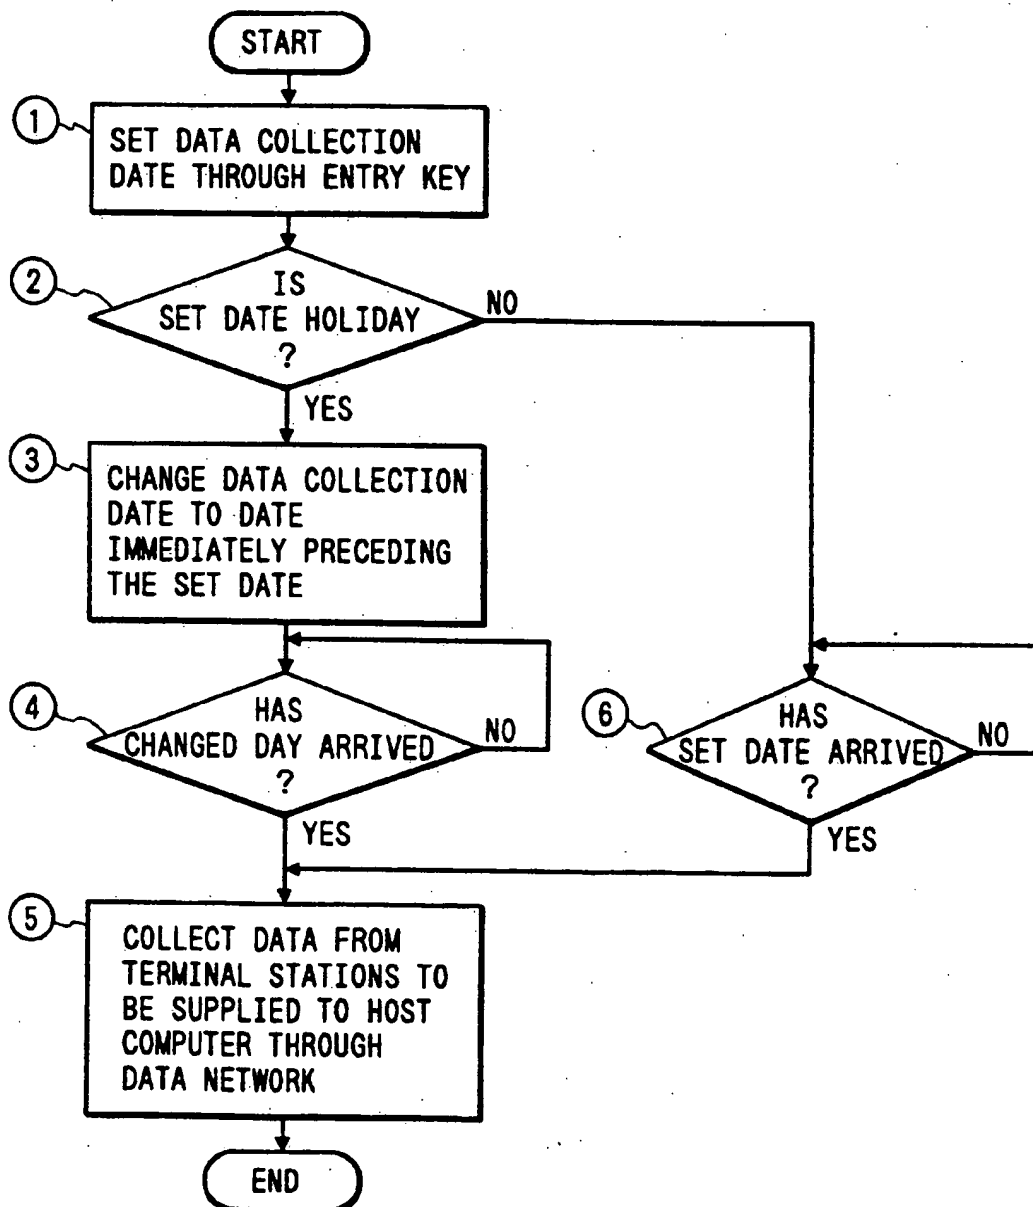 START
1
SET DATA COLLECTION
DATE THROUGH ENTRY KEY
2
IS
SET DATE HOLIDAY
?
NO
YES
3
CHANGE DATA COLLECTION
DATE TO DATE
IMMEDIATELY PRECEDING
THE SET DATE
4
HAS
CHANGED DAY ARRIVED
?
NO
YES
6
HAS
SET DATE ARRIVED
?
NO
YES
5
COLLECT DATA FROM
TERMINAL STATIONS TO
BE SUPPLIED TO HOST
COMPUTER THROUGH
DATA NETWORK
END